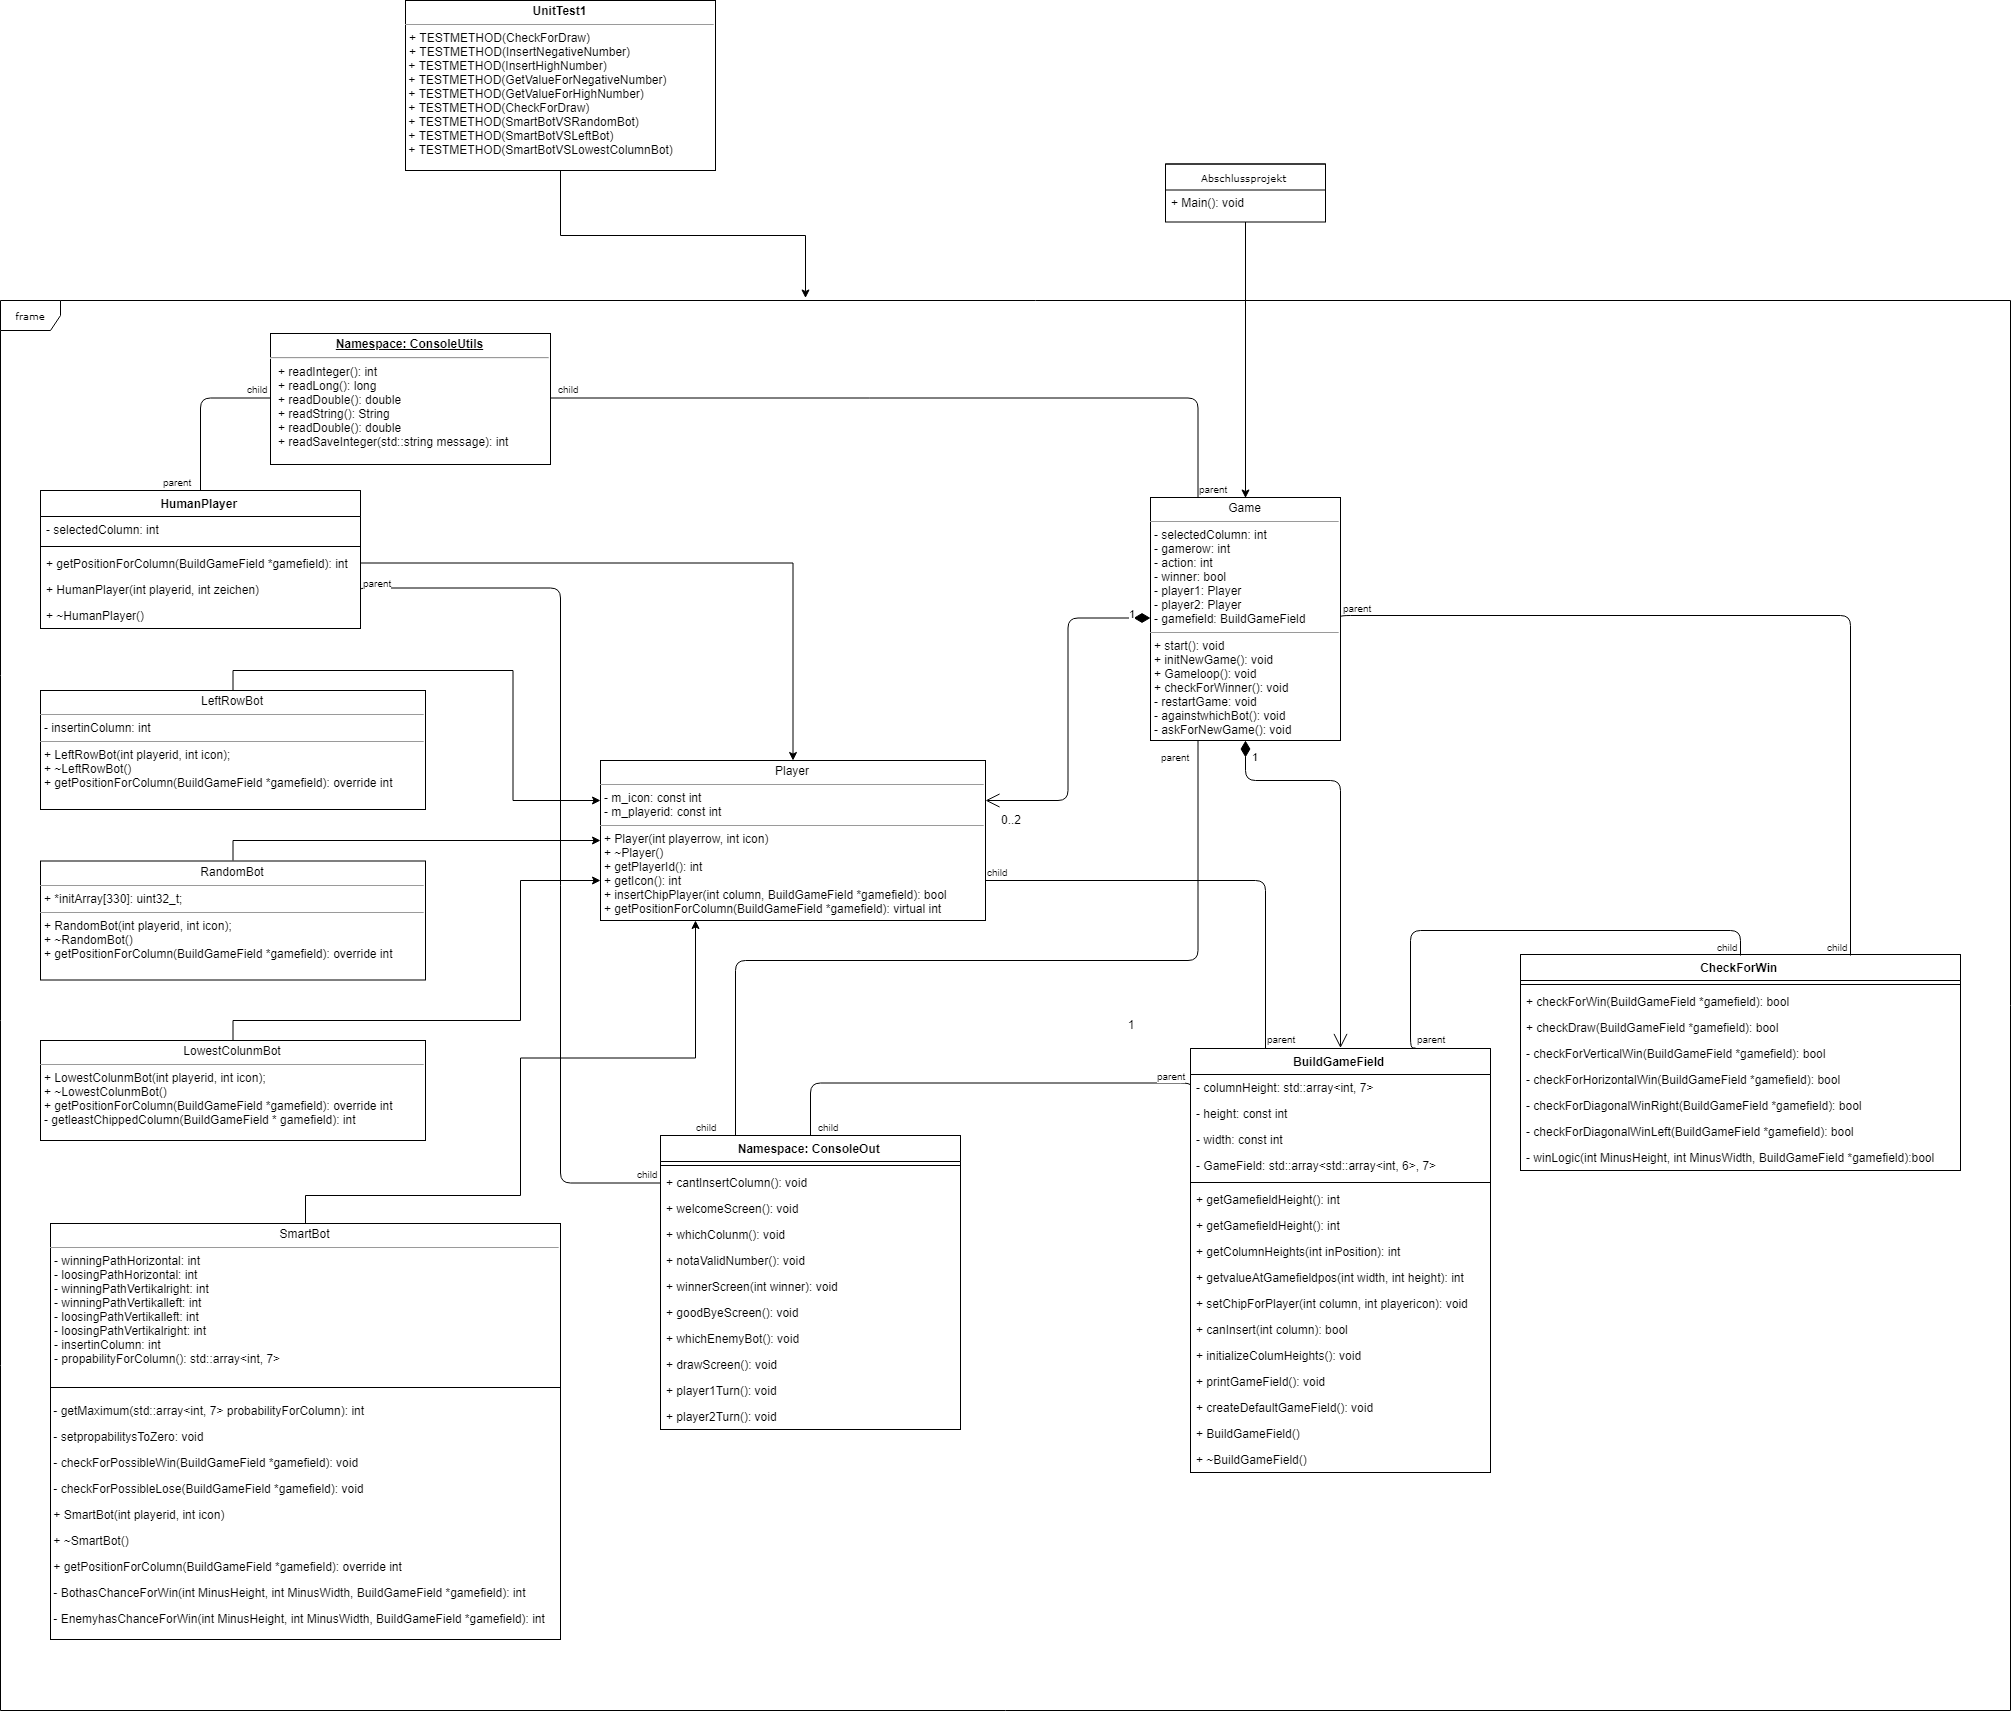 UnitTest1
+ TESTMETHOD(CheckForDraw)
+ TESTMETHOD(InsertNegativeNumber)
+ TESTMETHOD(InsertHighNumber)
+ TESTMETHOD(GetValueForNegativeNumber)
+ TESTMETHOD(GetValueForHighNumber)
+ TESTMETHOD(CheckForDraw)
+ TESTMETHOD(SmartBotVSRandomBot)
+ TESTMETHOD(SmartBotVSLeftBot)
+ TESTMETHOD(SmartBotVSLowestColumnBot)
Abschlussprojekt
+ Main(): void
frame
Namespace: ConsoleUtils
+ readInteger(): int
+ readLong(): long
+ readDouble(): double
+ readString(): String
+ readDouble(): double
+ readSaveInteger(std::string message): int
child
child
parent
parent
HumanPlayer
- selectedColumn: int
+ getPositionForColumn(BuildGameField *gamefield): int
+ HumanPlayer(int playerid, int zeichen)
+ ~HumanPlayer()
parent
Game
- selectedColumn: int
- gamerow: int
- action: int
- winner: bool
- player1: Player
- player2: Player
- gamefield: BuildGameField
+ start(): void
+ initNewGame(): void
+ Gameloop(): void
+ checkForWinner(): void
- restartGame: void
- againstwhichBot(): void
- askForNewGame(): void
parent
1
parent
1
LeftRowBot
- insertinColumn: int
+ LeftRowBot(int playerid, int icon);
+ ~LeftRowBot()
+ getPositionForColumn(BuildGameField *gamefield): override int
Player
- m_icon: const int
- m_playerid: const int
+ Player(int playerrow, int icon)
+ ~Player()
+ getPlayerId(): int
+ getIcon(): int
+ insertChipPlayer(int column, BuildGameField *gamefield): bool
+ getPositionForColumn(BuildGameField *gamefield): virtual int
0..2
child
RandomBot
+ *initArray[330]: uint32_t;
+ RandomBot(int playerid, int icon);
+ ~RandomBot()
+ getPositionForColumn(BuildGameField *gamefield): override int
child
child
CheckForWin
+ checkForWin(BuildGameField *gamefield): bool
+ checkDraw(BuildGameField *gamefield): bool
- checkForVerticalWin(BuildGameField *gamefield): bool
- checkForHorizontalWin(BuildGameField *gamefield): bool
- checkForDiagonalWinRight(BuildGameField *gamefield): bool
- checkForDiagonalWinLeft(BuildGameField *gamefield): bool
- winLogic(int MinusHeight, int MinusWidth, BuildGameField *gamefield):bool
LowestColunmBot
+ LowestColunmBot(int playerid, int icon);
+ ~LowestColunmBot()
+ getPositionForColumn(BuildGameField *gamefield): override int
- getleastChippedColumn(BuildGameField * gamefield): int
1
parent
parent
parent
BuildGameField
- columnHeight: std::array<int, 7>
- height: const int
- width: const int
- GameField: std::array<std::array<int, 6>, 7>
+ getGamefieldHeight(): int
+ getGamefieldHeight(): int
+ getColumnHeights(int inPosition): int
+ getvalueAtGamefieldpos(int width, int height): int
+ setChipForPlayer(int column, int playericon): void
+ canInsert(int column): bool
+ initializeColumHeights(): void
+ printGameField(): void
+ createDefaultGameField(): void
+ BuildGameField()
+ ~BuildGameField()
child
child
child
Namespace: ConsoleOut
+ cantInsertColumn(): void
+ welcomeScreen(): void
+ whichColunm(): void
+ notaValidNumber(): void
+ winnerScreen(int winner): void
+ goodByeScreen(): void
+ whichEnemyBot(): void
+ drawScreen(): void
+ player1Turn(): void
+ player2Turn(): void
SmartBot
- winningPathHorizontal: int
- loosingPathHorizontal: int
- winningPathVertikalright: int
- winningPathVertikalleft: int
- loosingPathVertikalleft: int
- loosingPathVertikalright: int
- insertinColumn: int
- propabilityForColumn(): std::array<int, 7>
- getMaximum(std::array<int, 7> probabilityForColumn): int
- setpropabilitysToZero: void
- checkForPossibleWin(BuildGameField *gamefield): void
- checkForPossibleLose(BuildGameField *gamefield): void
+ SmartBot(int playerid, int icon)
+ ~SmartBot()
+ getPositionForColumn(BuildGameField *gamefield): override int
- BothasChanceForWin(int MinusHeight, int MinusWidth, BuildGameField *gamefield): int
- EnemyhasChanceForWin(int MinusHeight, int MinusWidth, BuildGameField *gamefield): int